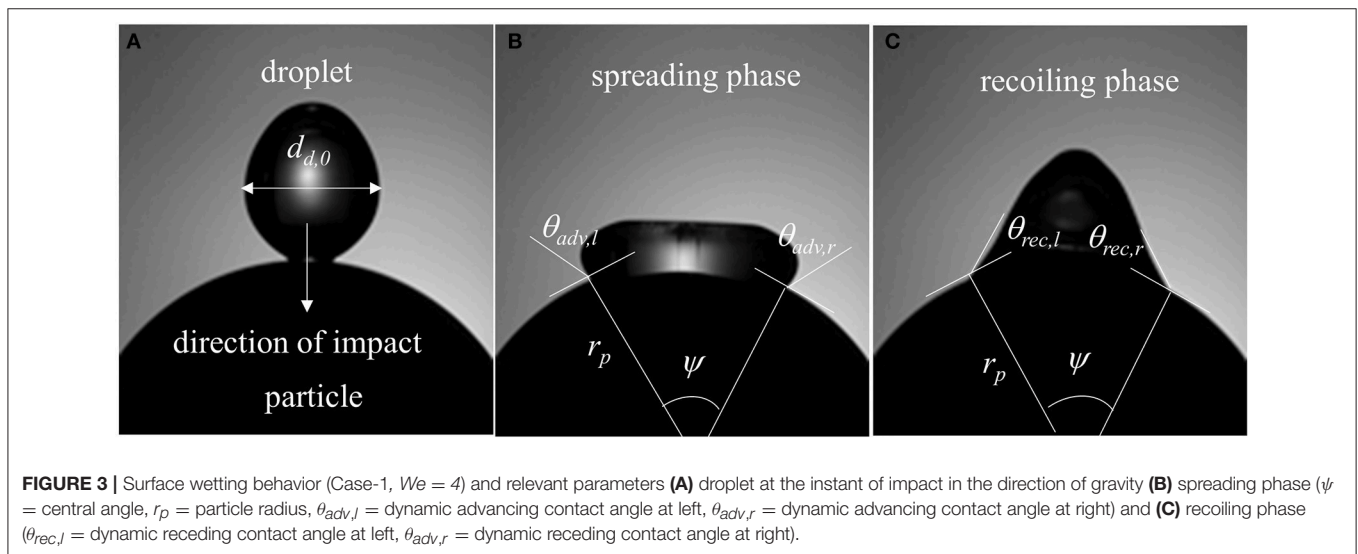 A
droplet
d_{d,0}
direction of impact
particle
B
spreading phase
θ_{adv,l}
θ_{adv,r}
r_p
ψ
C
recoiling phase
θ_{rec,l}
θ_{rec,r}
r_p
ψ
FIGURE 3 | Surface wetting behavior (Case-1, We = 4) and relevant parameters (A) droplet at the instant of impact in the direction of gravity (B) spreading phase (ψ
= central angle, r_p = particle radius, θ_{adv,l} = dynamic advancing contact angle at left, θ_{adv,r} = dynamic advancing contact angle at right) and (C) recoiling phase
(θ_{rec,l} = dynamic receding contact angle at left, θ_{adv,r} = dynamic receding contact angle at right).